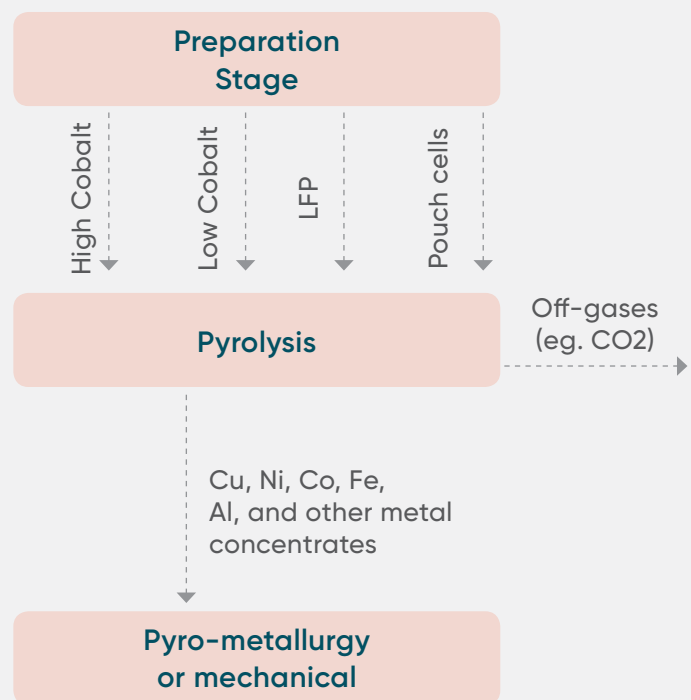 Preparation
Stage
High Cobalt
Low Cobalt
LFP
Pouch cells
Pyrolysis
Off-gases
(eg. CO2)
Cu, Ni, Co, Fe,
Al, and other metal
concentrates
Pyro-metallurgy
or mechanical